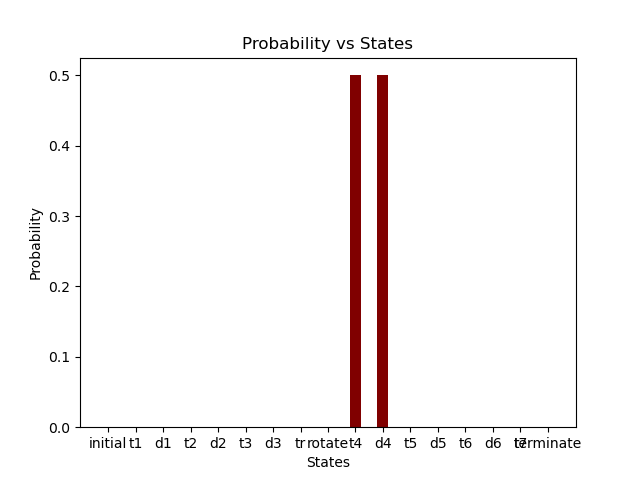 Probability vs States
Probability
0.5
0.4
0.3
0.2
0.1
0.0
initial t1 d1 t2 d2 t3 d3 tr rotate t4 d4 t5 d5 t6 d6 t7 terminate
States